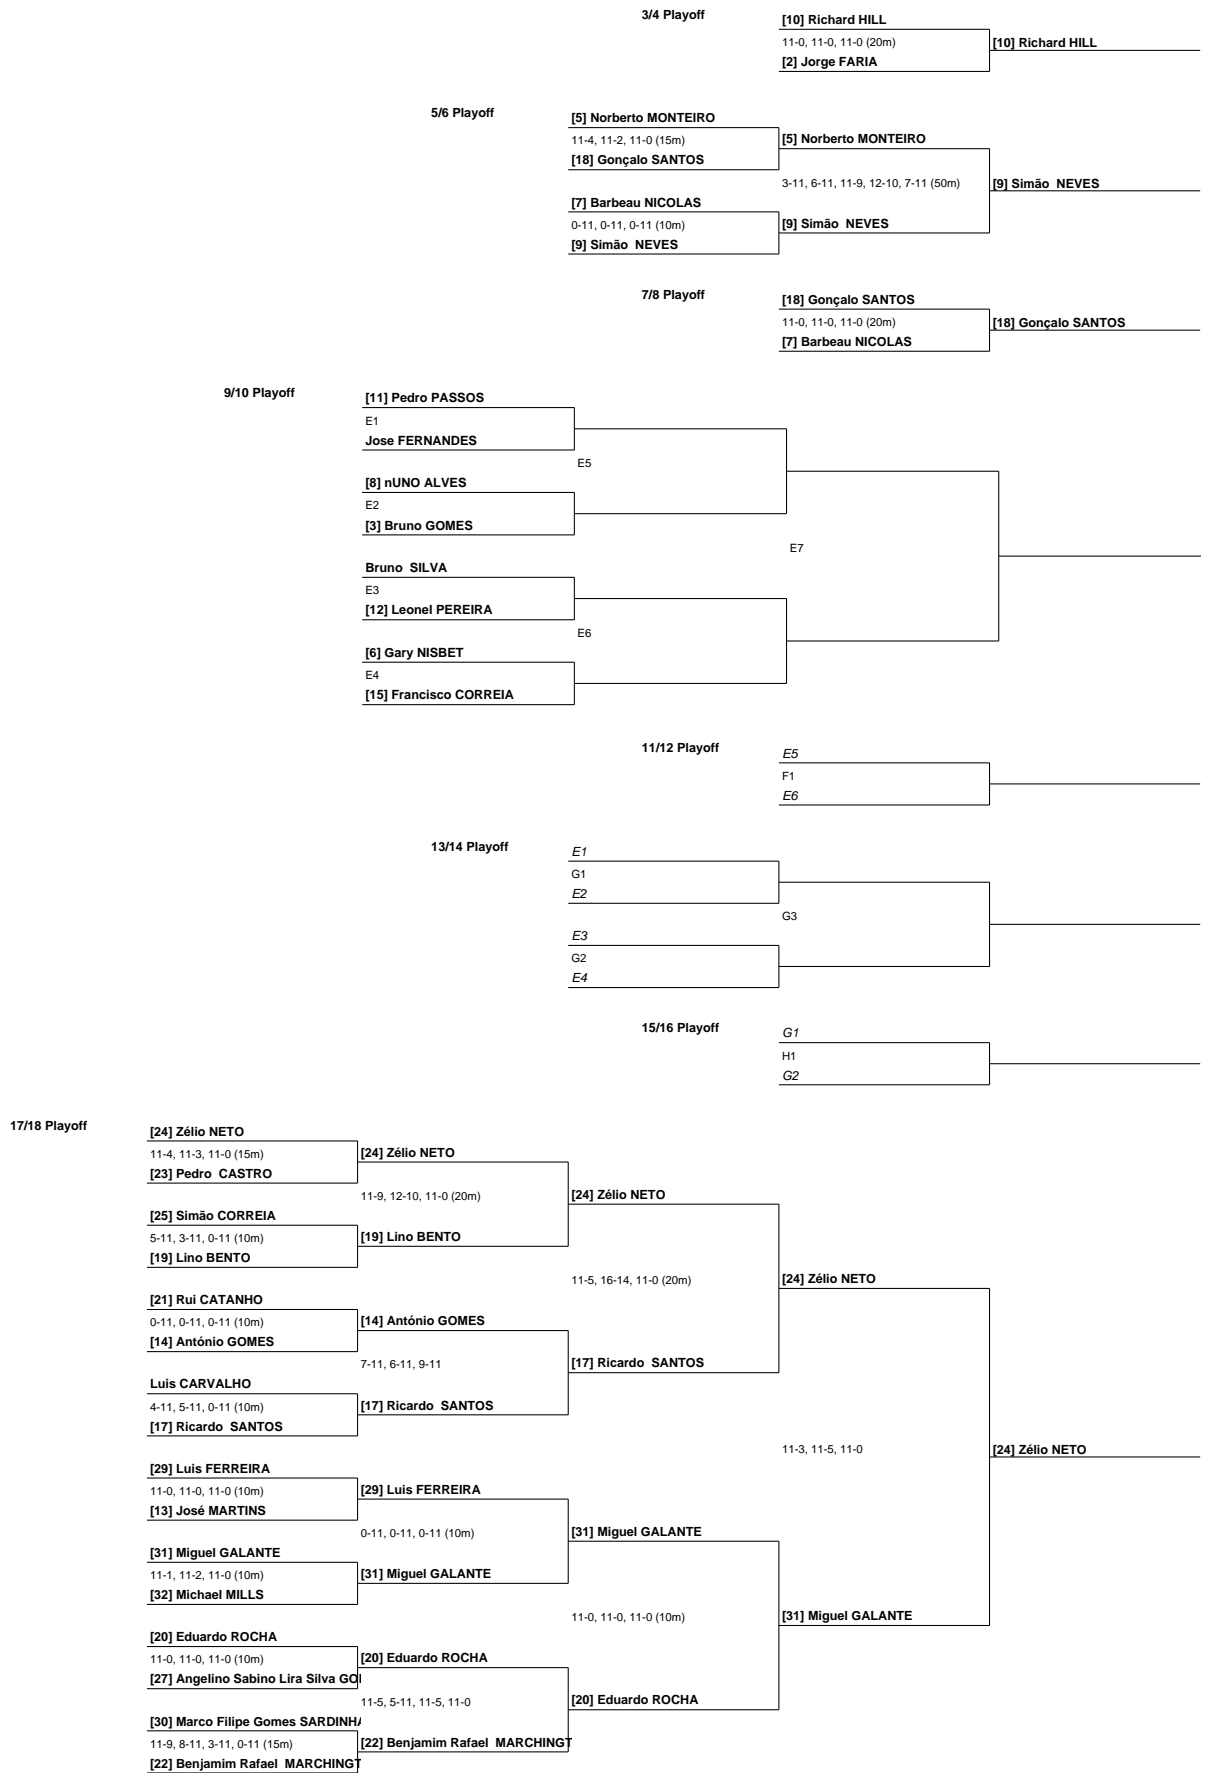 3/4 Playoff
[10] Richard HILL
11-0, 11-0, 11-0 (20m)
[10] Richard HILL
[2] Jorge FARIA
5/6 Playoff
[5] Norberto MONTEIRO
11-4, 11-2, 11-0 (15m)
[5] Norberto MONTEIRO
[18] Gonçalo SANTOS
3-11, 6-11, 11-9, 12-10, 7-11 (50m)
[9] Simão NEVES
[7] Barbeau NICOLAS
0-11, 0-11, 0-11 (10m)
[9] Simão NEVES
[9] Simão NEVES
7/8 Playoff
[18] Gonçalo SANTOS
11-0, 11-0, 11-0 (20m)
[18] Gonçalo SANTOS
[7] Barbeau NICOLAS
9/10 Playoff
[11] Pedro PASSOS
E1
Jose FERNANDES
E5
[8] nUNO ALVES
E2
[3] Bruno GOMES
E7
Bruno SILVA
E3
[12] Leonel PEREIRA
E6
[6] Gary NISBET
E4
[15] Francisco CORREIA
11/12 Playoff
E5
F1
E6
13/14 Playoff
E1
G1
E2
G3
E3
G2
E4
15/16 Playoff
G1
H1
G2
17/18 Playoff
[24] Zélio NETO
11-4, 11-3, 11-0 (15m)
[24] Zélio NETO
[23] Pedro CASTRO
11-9, 12-10, 11-0 (20m)
[24] Zélio NETO
[25] Simão CORREIA
5-11, 3-11, 0-11 (10m)
[19] Lino BENTO
[19] Lino BENTO
11-5, 16-14, 11-0 (20m)
[24] Zélio NETO
[21] Rui CATANHO
0-11, 0-11, 0-11 (10m)
[14] António GOMES
[14] António GOMES
7-11, 6-11, 9-11
[17] Ricardo SANTOS
Luis CARVALHO
4-11, 5-11, 0-11 (10m)
[17] Ricardo SANTOS
[17] Ricardo SANTOS
11-3, 11-5, 11-0
[24] Zélio NETO
[29] Luis FERREIRA
11-0, 11-0, 11-0 (10m)
[29] Luis FERREIRA
[13] José MARTINS
0-11, 0-11, 0-11 (10m)
[31] Miguel GALANTE
[31] Miguel GALANTE
11-1, 11-2, 11-0 (10m)
[31] Miguel GALANTE
[32] Michael MILLS
11-0, 11-0, 11-0 (10m)
[31] Miguel GALANTE
[20] Eduardo ROCHA
11-0, 11-0, 11-0 (10m)
[20] Eduardo ROCHA
[27] Angelino Sabino Lira Silva GO
11-5, 5-11, 11-5, 11-0
[20] Eduardo ROCHA
[30] Marco Filipe Gomes SARDINHA
11-9, 8-11, 3-11, 0-11 (15m)
[22] Benjamim Rafael MARCHINGT
[22] Benjamim Rafael MARCHINGT